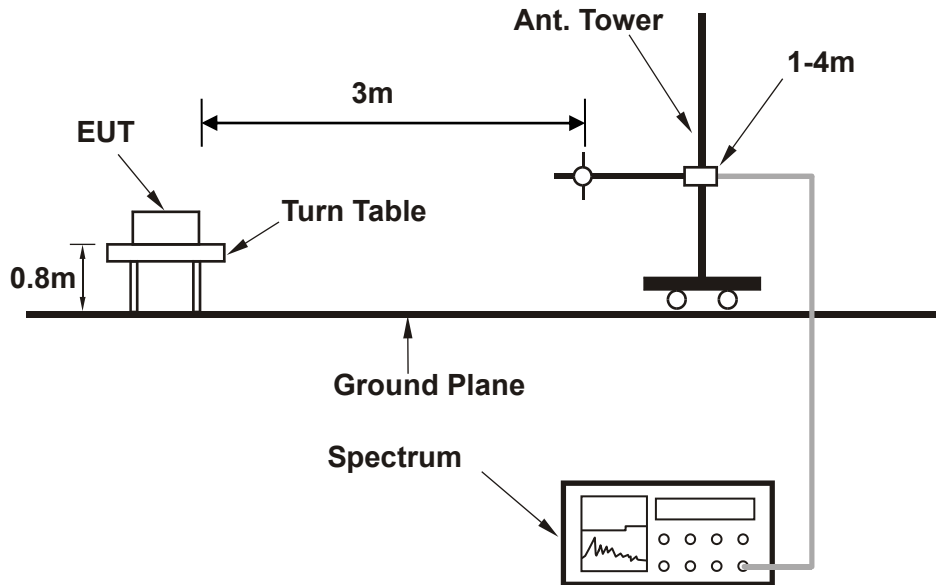 Ant. Tower
1-4m
3m
EUT
Turn Table
0.8m
Ground Plane
Spectrum